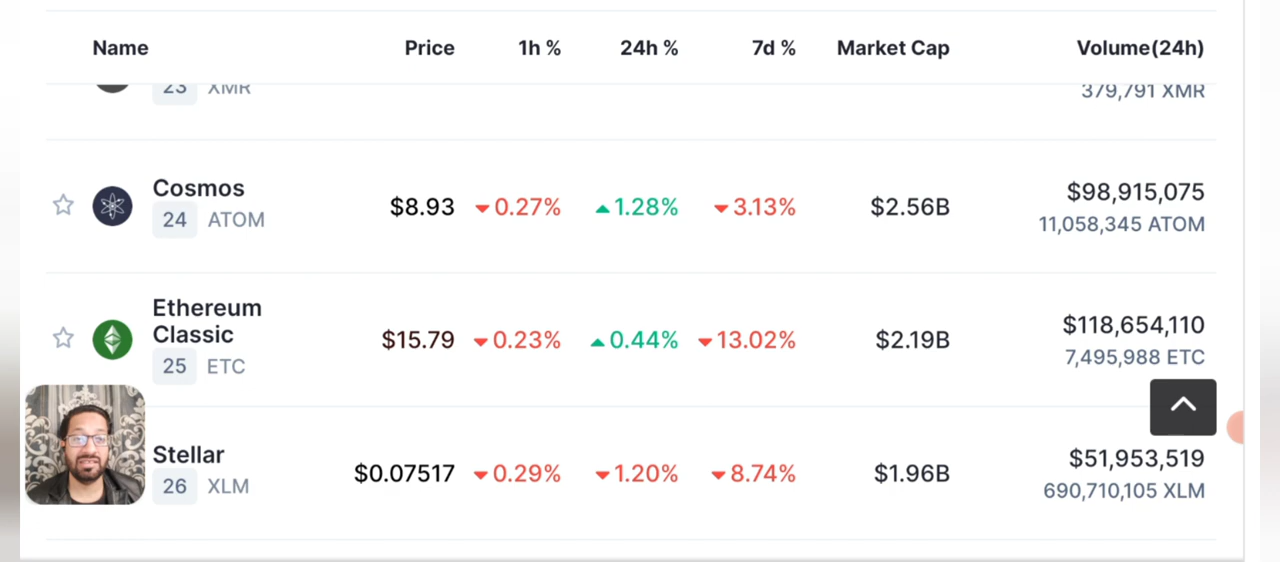 Name Price 1h % 24h % 7d % Market Cap Volume(24h)
23 XMR 379,791 XMR
Cosmos $98,915,075
$8.93 0.27% 1.28% 3.13% $2.56B
24 ATOM 11,058,345 ATOM
Ethereum $118,654,110
Classic $15.79 0.23% 0.44% 13.02% $2.19B
25 ETC 7,495,988 ETC
Stellar $51,953,519
$0.07517 0.29% 1.20% 8.74% $1.96B
26 XLM 690,710,105 XLM